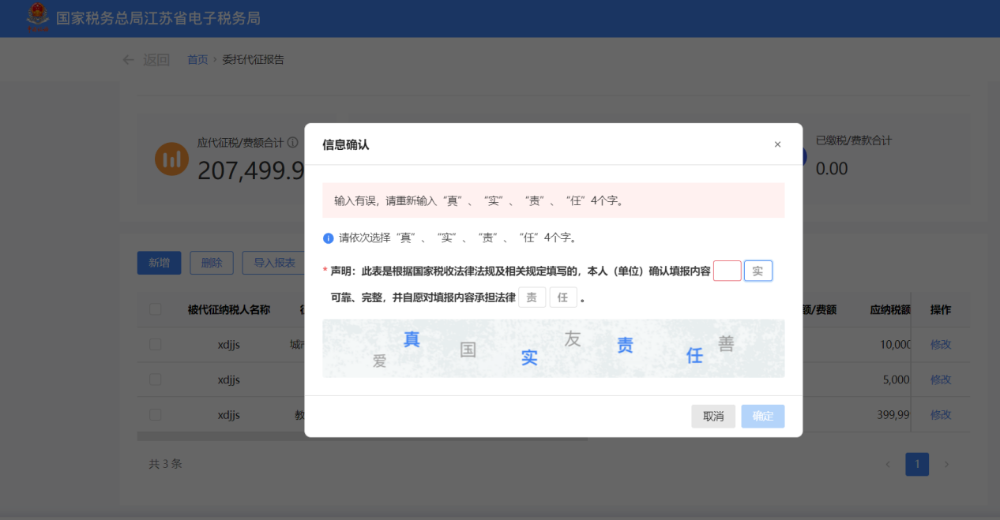 国家税务总局江苏省电子税务局
返回 首页 › 委托代征报告
应代征税/费额合计
207,499.9
已缴税/费款合计
0.00
信息确认
输入有误，请重新输入“真”、“实”、“责”、“任”4个字。
请依次选择“真”、“实”、“责”、“任”4个字。
* 声明：此表是根据国家税收法律法规及相关规定填写的，本人（单位）确认填报内容 实
可靠、完整，并自愿对填报内容承担法律 责 任 。
爱 真 国 实 友 责 任 善
取消 确定
新增 删除 导入报表
被代征纳税人名称 额/费额 应纳税额 操作
xdjjs 城市 10,000 修改
xdjjs 5,000 修改
xdjjs 教 399,99 修改
共 3 条
1